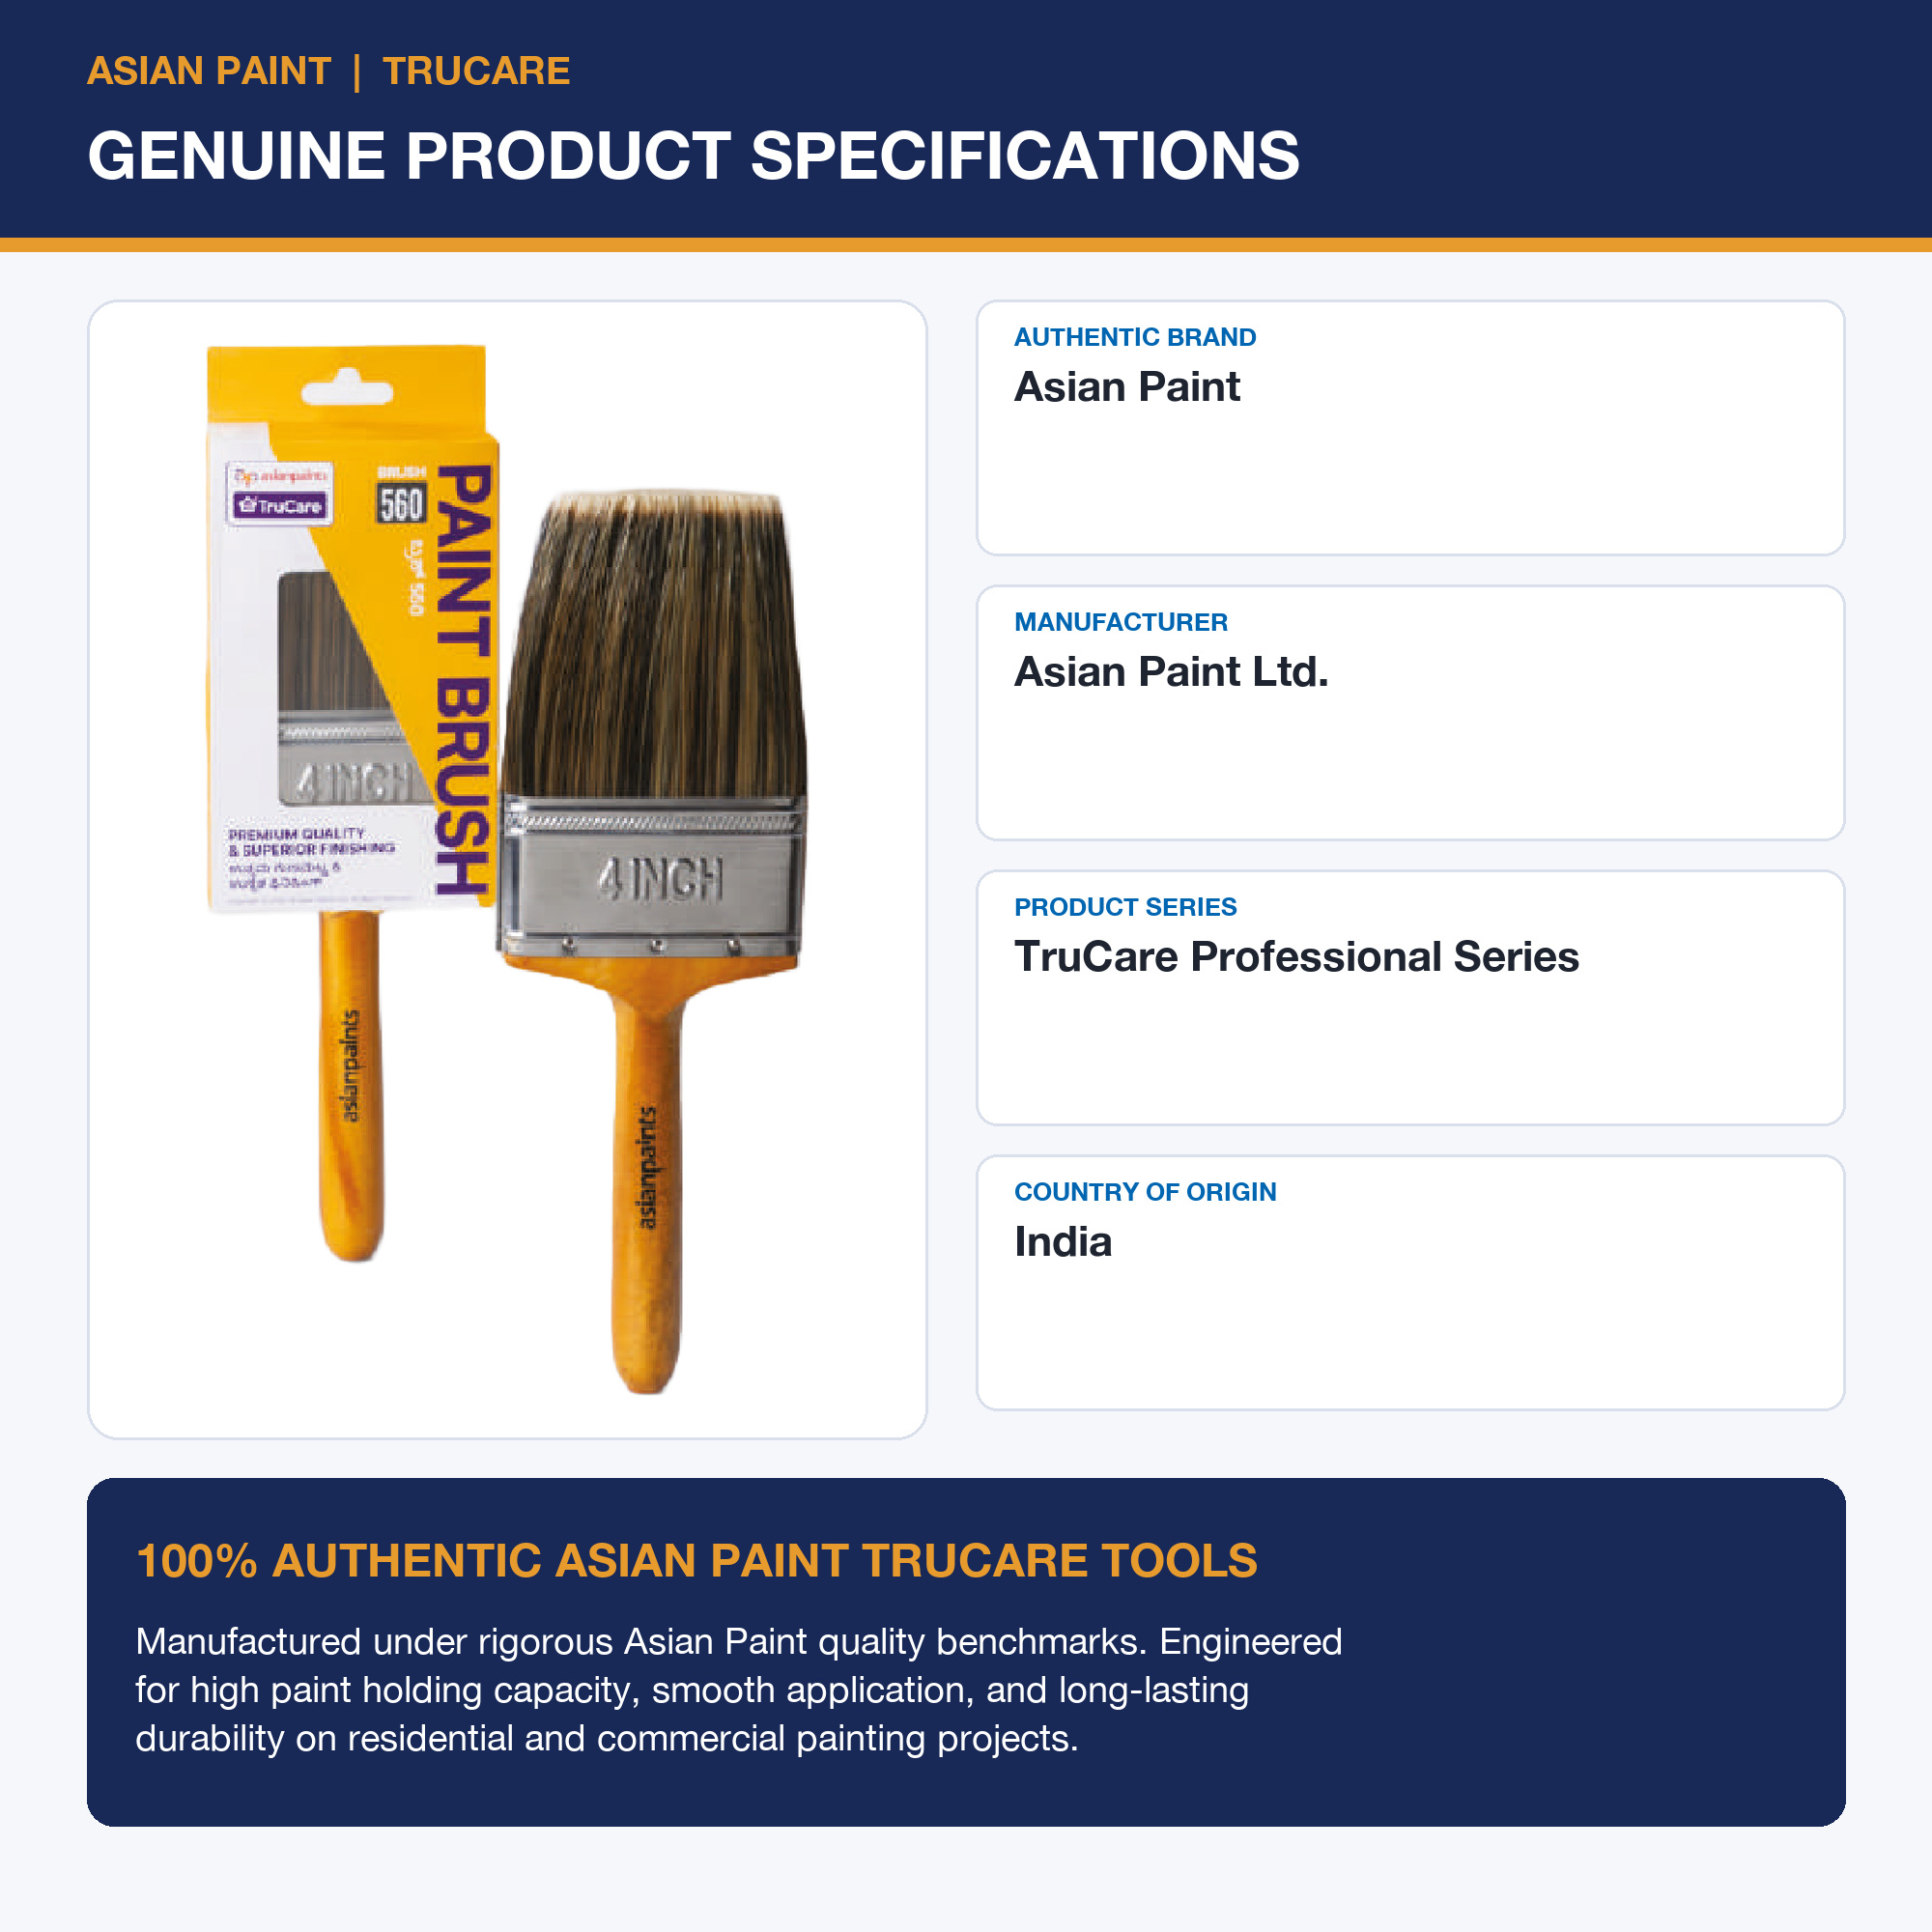 ASIAN PAINT | TRUCARE
GENUINE PRODUCT SPECIFICATIONS
asianpaints
TruCare
BRUSH
560
PAINT BRUSH
4 INCH
PREMIUM QUALITY
& SUPERIOR FINISHING
asianpaints
4 INCH
asianpaints
AUTHENTIC BRAND
Asian Paint
MANUFACTURER
Asian Paint Ltd.
PRODUCT SERIES
TruCare Professional Series
COUNTRY OF ORIGIN
India
100% AUTHENTIC ASIAN PAINT TRUCARE TOOLS
Manufactured under rigorous Asian Paint quality benchmarks. Engineered
for high paint holding capacity, smooth application, and long-lasting
durability on residential and commercial painting projects.